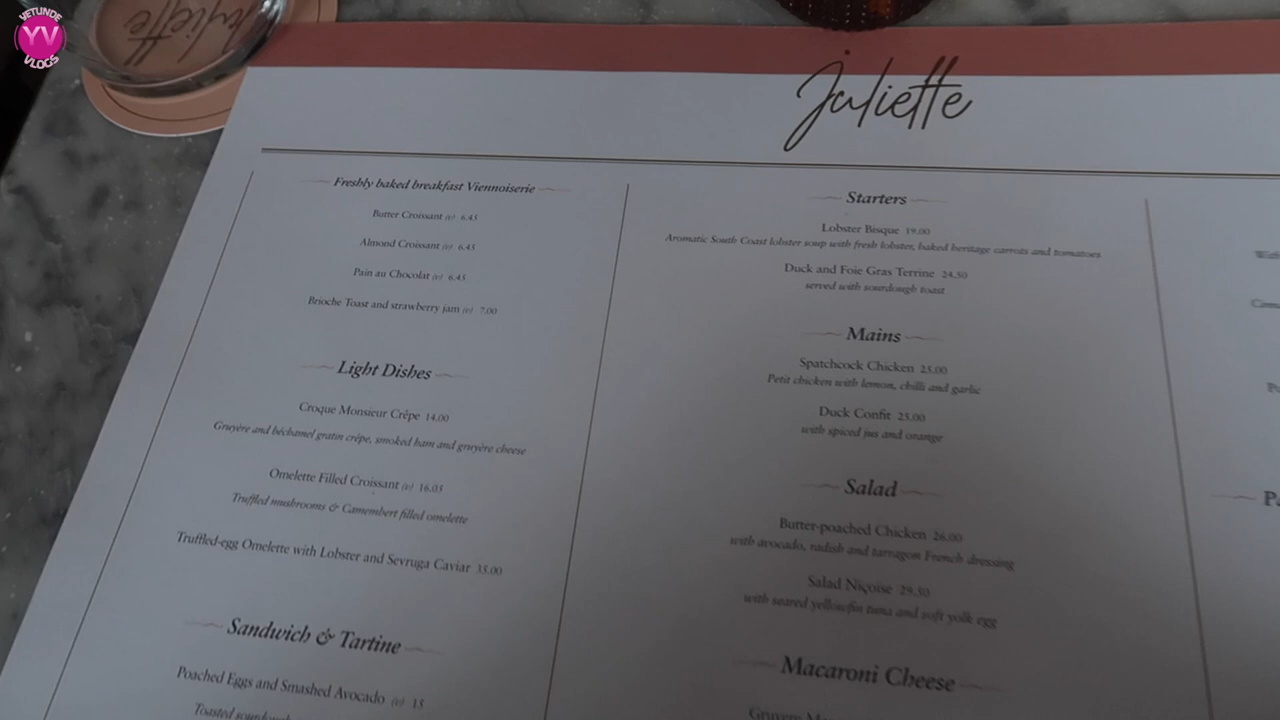 YETUNDE
YV
VLOGS
Juliette
Juliette
Freshly baked breakfast Viennoiserie
Butter Croissant (v) 6.45
Almond Croissant (v) 6.45
Pain au Chocolat (v) 6.45
Brioche Toast and strawberry jam (v) 7.00
Light Dishes
Croque Monsieur Crêpe 14.00
Gruyère and béchamel gratin crêpe, smoked ham and gruyère cheese
Omelette Filled Croissant (v) 16.05
Truffled mushrooms & Camembert filled omelette
Truffled-egg Omelette with Lobster and Sevruga Caviar 35.00
Sandwich & Tartine
Poached Eggs and Smashed Avocado (v) 15
Toasted
Starters
Lobster Bisque 19.00
Aromatic South Coast lobster soup with fresh lobster, baked heritage carrots and tomatoes
Duck and Foie Gras Terrine 24.50
served with sourdough toast
Mains
Spatchcock Chicken 25.00
Petit chicken with lemon, chilli and garlic
Duck Confit 25.00
with spiced jus and orange
Salad
Butter-poached Chicken 26.00
with avocado, radish and tarragon French dressing
Salad Niçoise 29.50
with seared yellowfin tuna and soft yolk egg
Macaroni Cheese